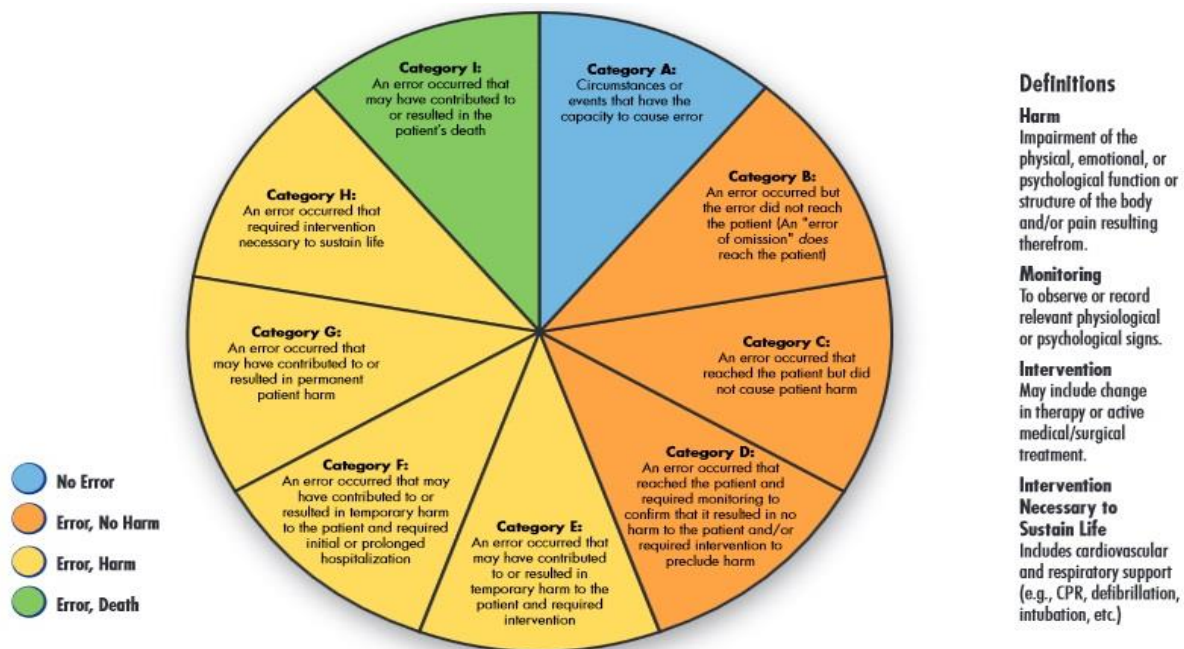 Category A:
Circumstances or
events that have the
capacity to cause error
Category B:
An error occurred but
the error did not reach
the patient (An "error
of omission" does
reach the patient)
Category C:
An error occurred that
reached the patient but did
not cause patient harm
Category D:
An error occurred that
reached the patient and
required monitoring to
confirm that it resulted in no
harm to the patient and/or
required intervention to
preclude harm
Category E:
An error occurred that
may have contributed
to or resulted in
temporary harm to the
patient and required
intervention
Category F:
An error occurred that may
have contributed to or
resulted in temporary harm
to the patient and required
initial or prolonged
hospitalization
Category G:
An error occurred that
may have contributed to or
resulted in permanent
patient harm
Category H:
An error occurred that
required intervention
necessary to sustain life
Category I:
An error occurred that
may have contributed to
or resulted in the
patient's death
No Error
Error, No Harm
Error, Harm
Error, Death
Definitions
Harm
Impairment of the
physical, emotional, or
psychological function or
structure of the body
and/or pain resulting
therefrom.
Monitoring
To observe or record
relevant physiological
or psychological signs.
Intervention
May include change
in therapy or active
medical/surgical
treatment.
Intervention
Necessary to
Sustain Life
Includes cardiovascular
and respiratory support
(e.g., CPR, defibrillation,
intubation, etc.)